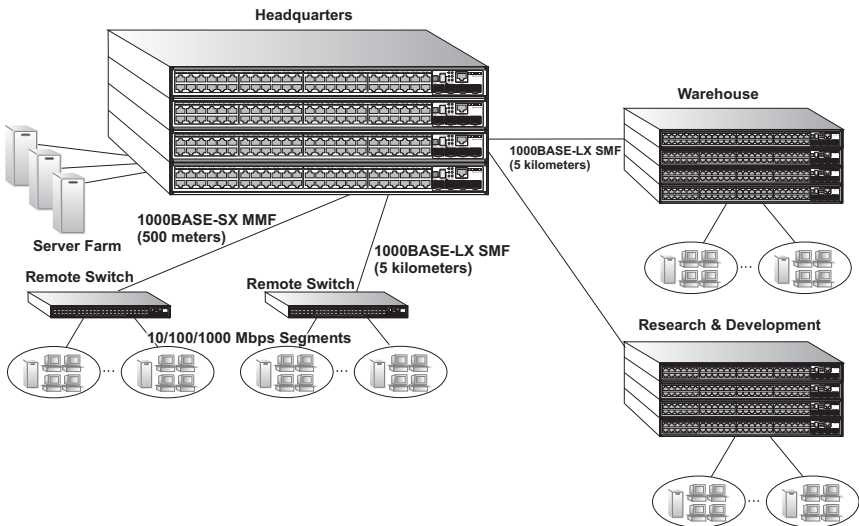 Headquarters
Warehouse
1000BASE-LX SMF
(5 kilometers)
1000BASE-SX MMF
(500 meters)
Server Farm
1000BASE-LX SMF
(5 kilometers)
Remote Switch
Remote Switch
...
...
Research & Development
10/100/1000 Mbps Segments
...
...
...
...